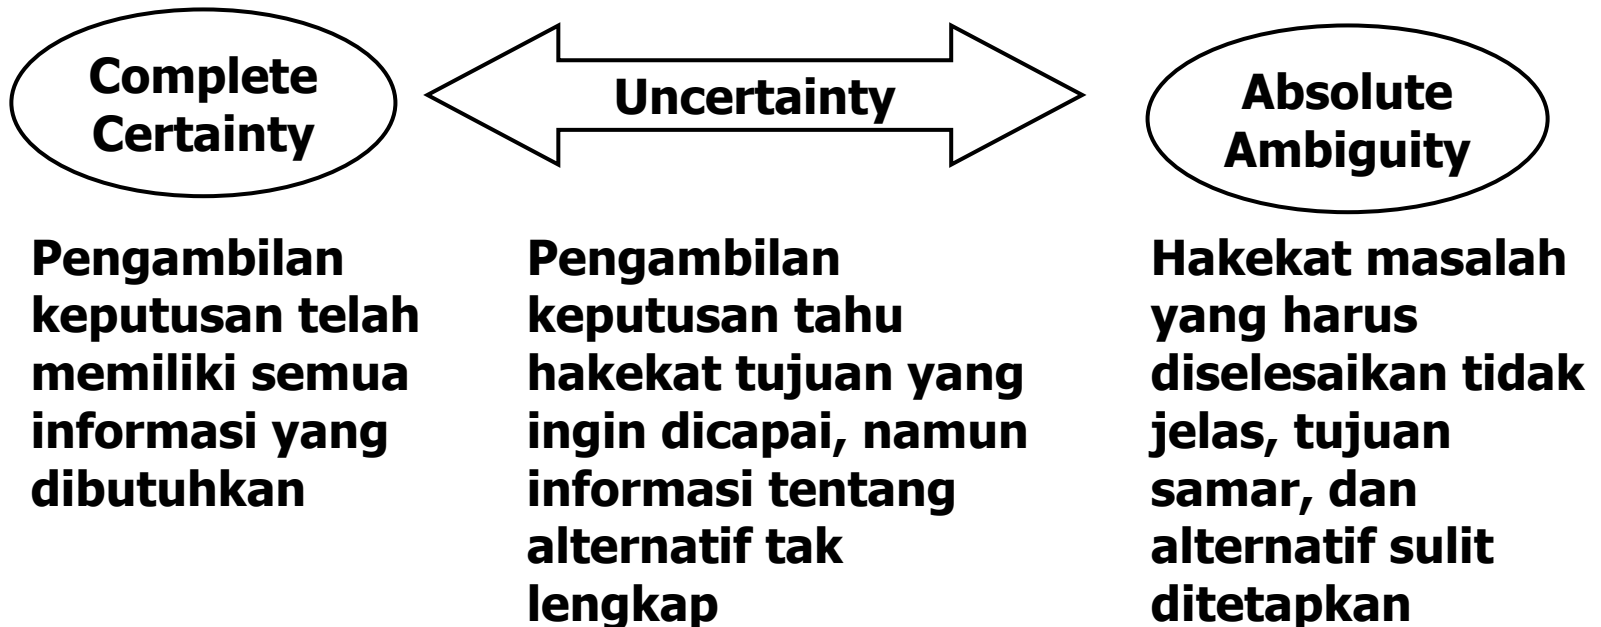 Complete
Certainty
Uncertainty
Absolute
Ambiguity
Pengambilan
keputusan telah
memiliki semua
informasi yang
dibutuhkan
Pengambilan
keputusan tahu
hakekat tujuan yang
ingin dicapai, namun
informasi tentang
alternatif tak
lengkap
Hakekat masalah
yang harus
diselesaikan tidak
jelas, tujuan
samar, dan
alternatif sulit
ditetapkan